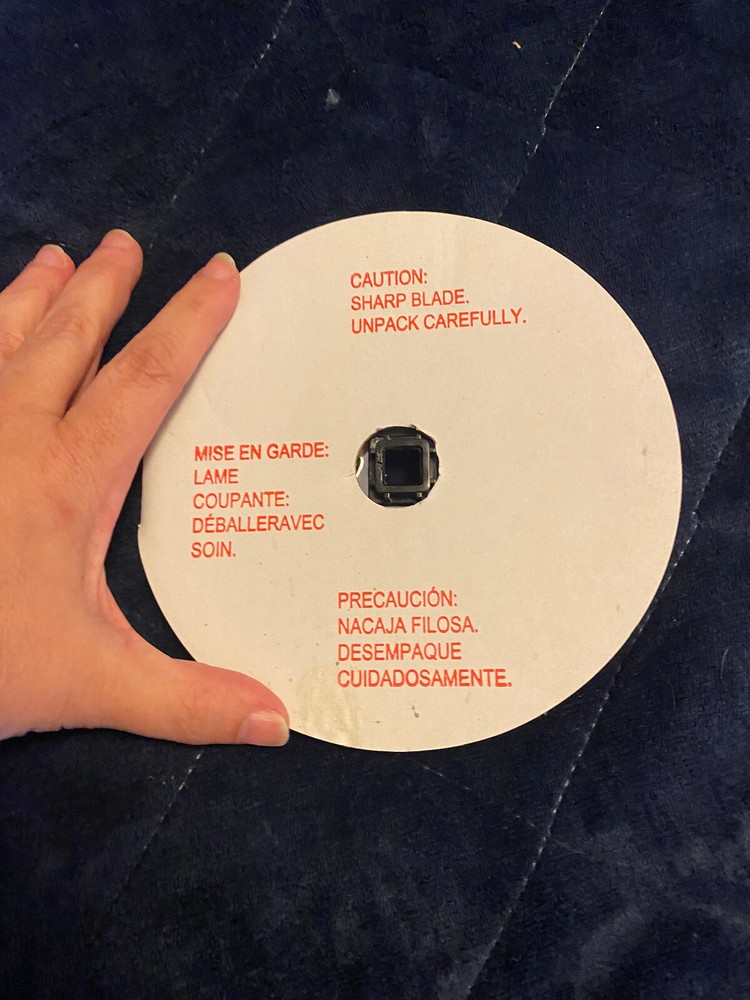 CAUTION:
SHARP BLADE.
UNPACK CAREFULLY.
MISE EN GARDE:
LAME
COUPANTE:
DÉBALLERAVEC
SOIN.
PRECAUCIÓN:
NACAJA FILOSA.
DESEMPAQUE
CUIDADOSAMENTE.